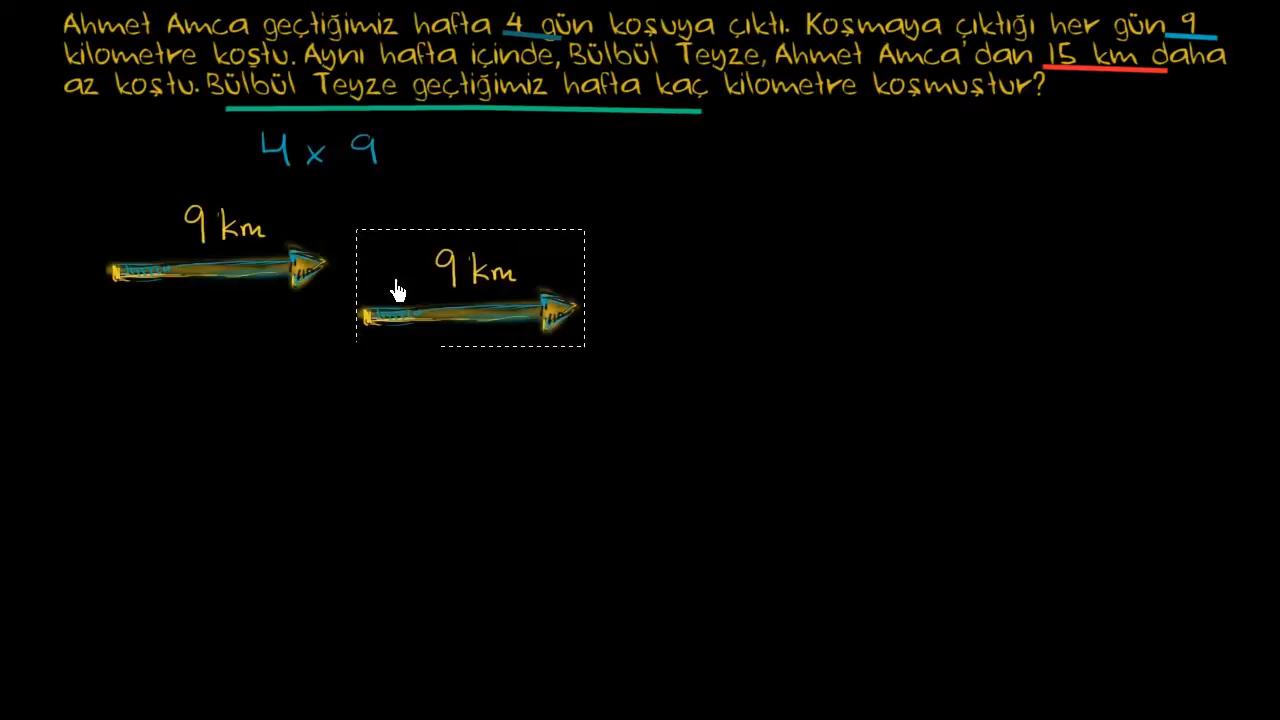 Ahmet Amca geçtiğimiz hafta 4 gün koşuya çıktı. Koşmaya çıktığı her gün 9
kilometre koştu. Aynı hafta içinde, Bülbül Teyze, Ahmet Amca'dan 15 km daha
az koştu. Bülbül Teyze geçtiğimiz hafta kaç kilometre koşmuştur?
4 x 9
9 km
9 km